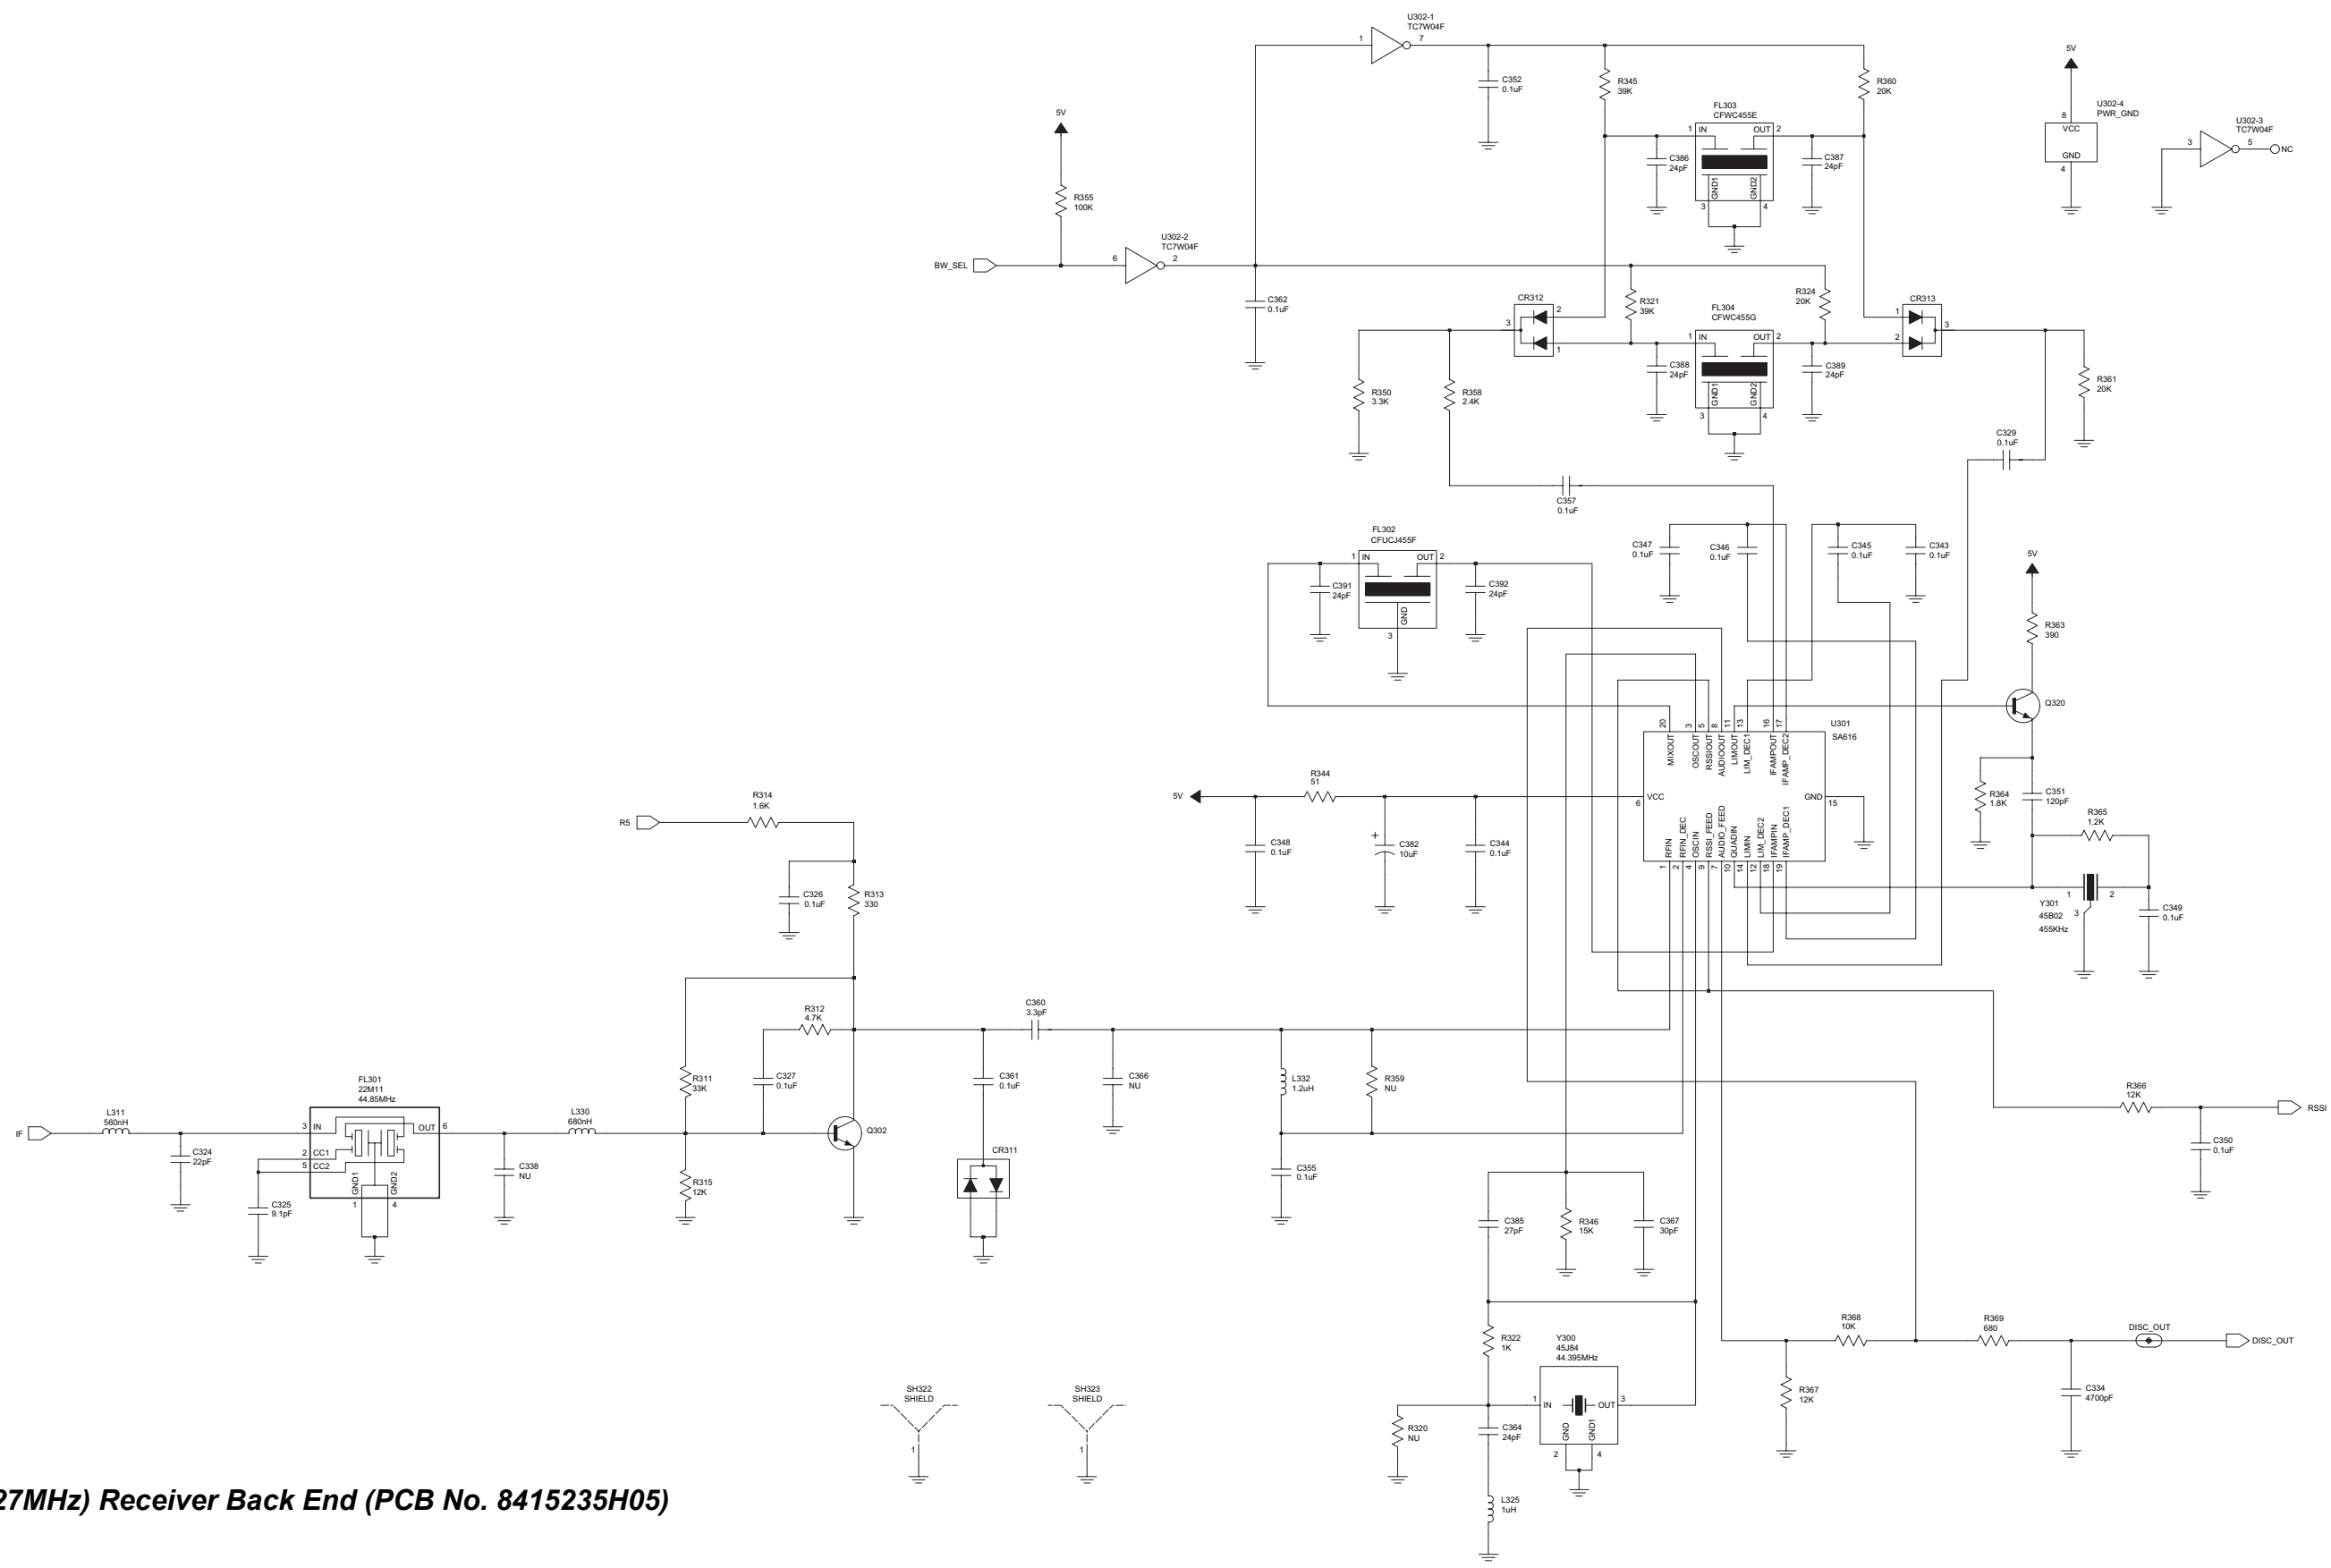 U302-1
TC7W04F
1
7
5V
C352
0.1uF
R345
39K
R360
20K
U302-4
PWR_GND
8
VCC
GND
4
U302-3
TC7W04F
3
5
NC
5V
FL303
CFWC455E
1
IN
OUT
2
GND1
GND2
3
4
C386
24pF
C387
24pF
R355
100K
U302-2
TC7W04F
BW_SEL
6
2
C362
0.1uF
CR312
3
2
1
R321
39K
R324
20K
FL304
CFWC455G
1
IN
OUT
2
GND1
GND2
3
4
CR313
1
2
3
C388
24pF
C389
24pF
R350
3.3K
R358
2.4K
R361
20K
C329
0.1uF
C357
0.1uF
FL302
CFUCJ455F
1
IN
OUT
2
GND
3
C391
24pF
C392
24pF
C347
0.1uF
C346
0.1uF
C345
0.1uF
C343
0.1uF
5V
R363
390
Q320
U301
SA616
20
3
5
8
11
13
16
17
MIXOUT
OSCOUT
RSSIOUT
AUDIOOUT
LIMOUT
LIM_DEC1
IFAMPOUT
IFAMP_DEC2
6
VCC
GND
15
RFIN
RFIN_DEC
OSCIN
RSSI_FEED
AUDIO_FEED
QUADIN
LIMIN
LIM_DEC2
IFAMPIN
IFAMP_DEC1
1
2
4
9
7
10
14
12
18
19
5V
R344
51
C348
0.1uF
+
C382
10uF
C344
0.1uF
R364
1.8K
C351
120pF
R365
1.2K
1
2
3
Y301
45B02
455KHz
C349
0.1uF
R314
1.6K
R5
C326
0.1uF
R313
330
R312
4.7K
C360
3.3pF
R311
33K
C327
0.1uF
C361
0.1uF
C366
NU
L332
1.2uH
R359
NU
R366
12K
RSSI
C350
0.1uF
FL301
22M11
44.85MHz
L311
560nH
IF
3
IN
OUT
6
2
CC1
5
CC2
GND1
GND2
1
4
C324
22pF
C325
9.1pF
C338
NU
L330
680nH
Q302
R315
12K
CR311
C355
0.1uF
C385
27pF
R346
15K
C367
30pF
R322
1K
Y300
45J84
44.395MHz
1
IN
OUT
3
GND
GND1
2
4
R368
10K
R369
680
DISC_OUT
DISC_OUT
R367
12K
C334
4700pF
SH322
SHIELD
1
SH323
SHIELD
1
R320
NU
C364
24pF
L325
1uH
27MHz) Receiver Back End (PCB No. 8415235H05)